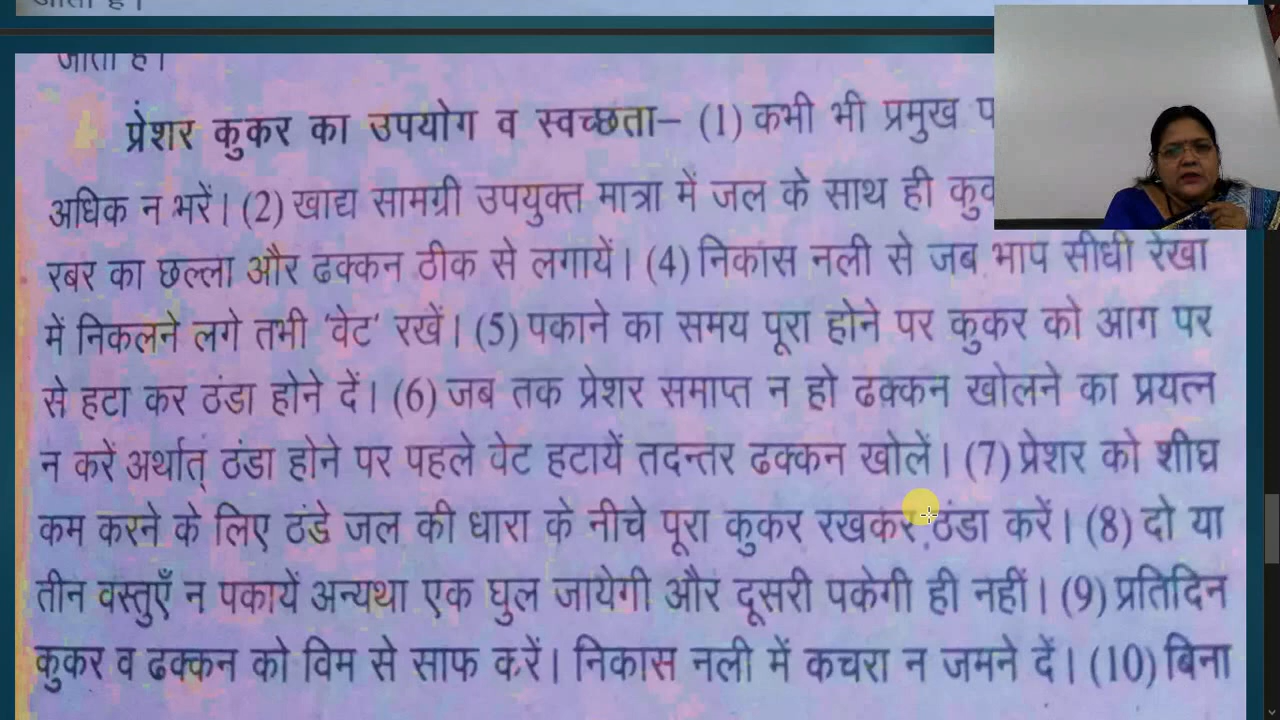 प्रेशर कुकर का उपयोग व स्वच्छता– (1) कभी भी प्रमुख
अधिक न भरें। (2) खाद्य सामग्री उपयुक्त मात्रा में जल के साथ ही
रबर का छल्ला और ढक्कन ठीक से लगायें। (4) निकास नली से जब भाप सीधी रेखा
में निकलने लगे तभी 'वेट' रखें। (5) पकाने का समय पूरा होने पर कुकर को आग पर
से हटा कर ठंडा होने दें। (6) जब तक प्रेशर समाप्त न हो ढक्कन खोलने का प्रयत्न
न करें अर्थात् ठंडा होने पर पहले वेट हटायें तदन्तर ढक्कन खोलें। (7) प्रेशर को शीघ्र
कम करने के लिए ठंडे जल की धारा के नीचे पूरा कुकर रखकर ठंडा करें। (8) दो या
तीन वस्तुएँ न पकायें अन्यथा एक घुल जायेगी और दूसरी पकेगी ही नहीं। (9) प्रतिदिन
कुकर व ढक्कन को विम से साफ करें। निकास नली में कचरा न जमने दें। (10) बिना